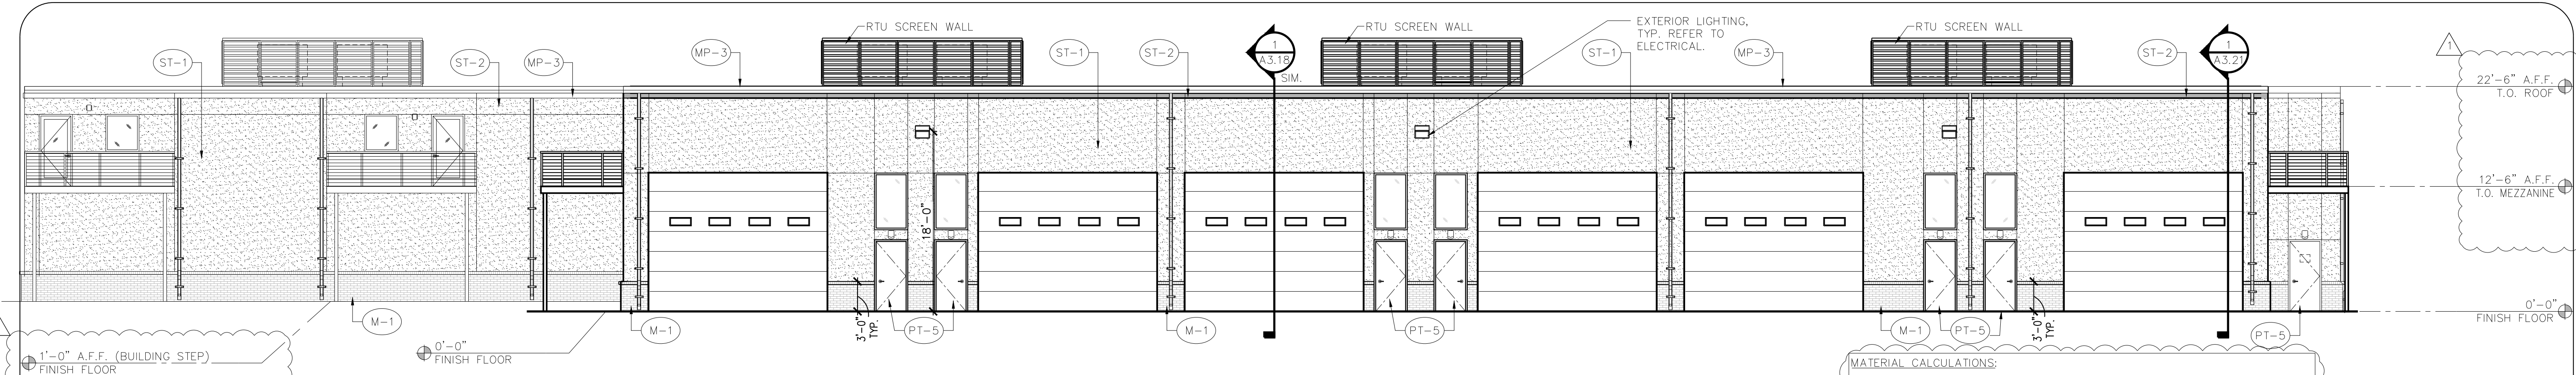 RTU SCREEN WALL
RTU SCREEN WALL
EXTERIOR LIGHTING,
TYP. REFER TO
ELECTRICAL.
RTU SCREEN WALL
ST-1
ST-2
MP-3
MP-3
ST-1
ST-2
1
A3.18
SIM.
ST-1
MP-3
ST-2
1
A3.21
1
22'-6" A.F.F.
T.O. ROOF
12'-6" A.F.F.
T.O. MEZZANINE
18'-0"
0'-0"
FINISH FLOOR
M-1
M-1
3'-0"
TYP.
PT-5
M-1
PT-5
M-1
PT-5
3'-0"
TYP.
PT-5
1'-0" A.F.F. (BUILDING STEP)
FINISH FLOOR
0'-0"
FINISH FLOOR
MATERIAL CALCULATIONS: